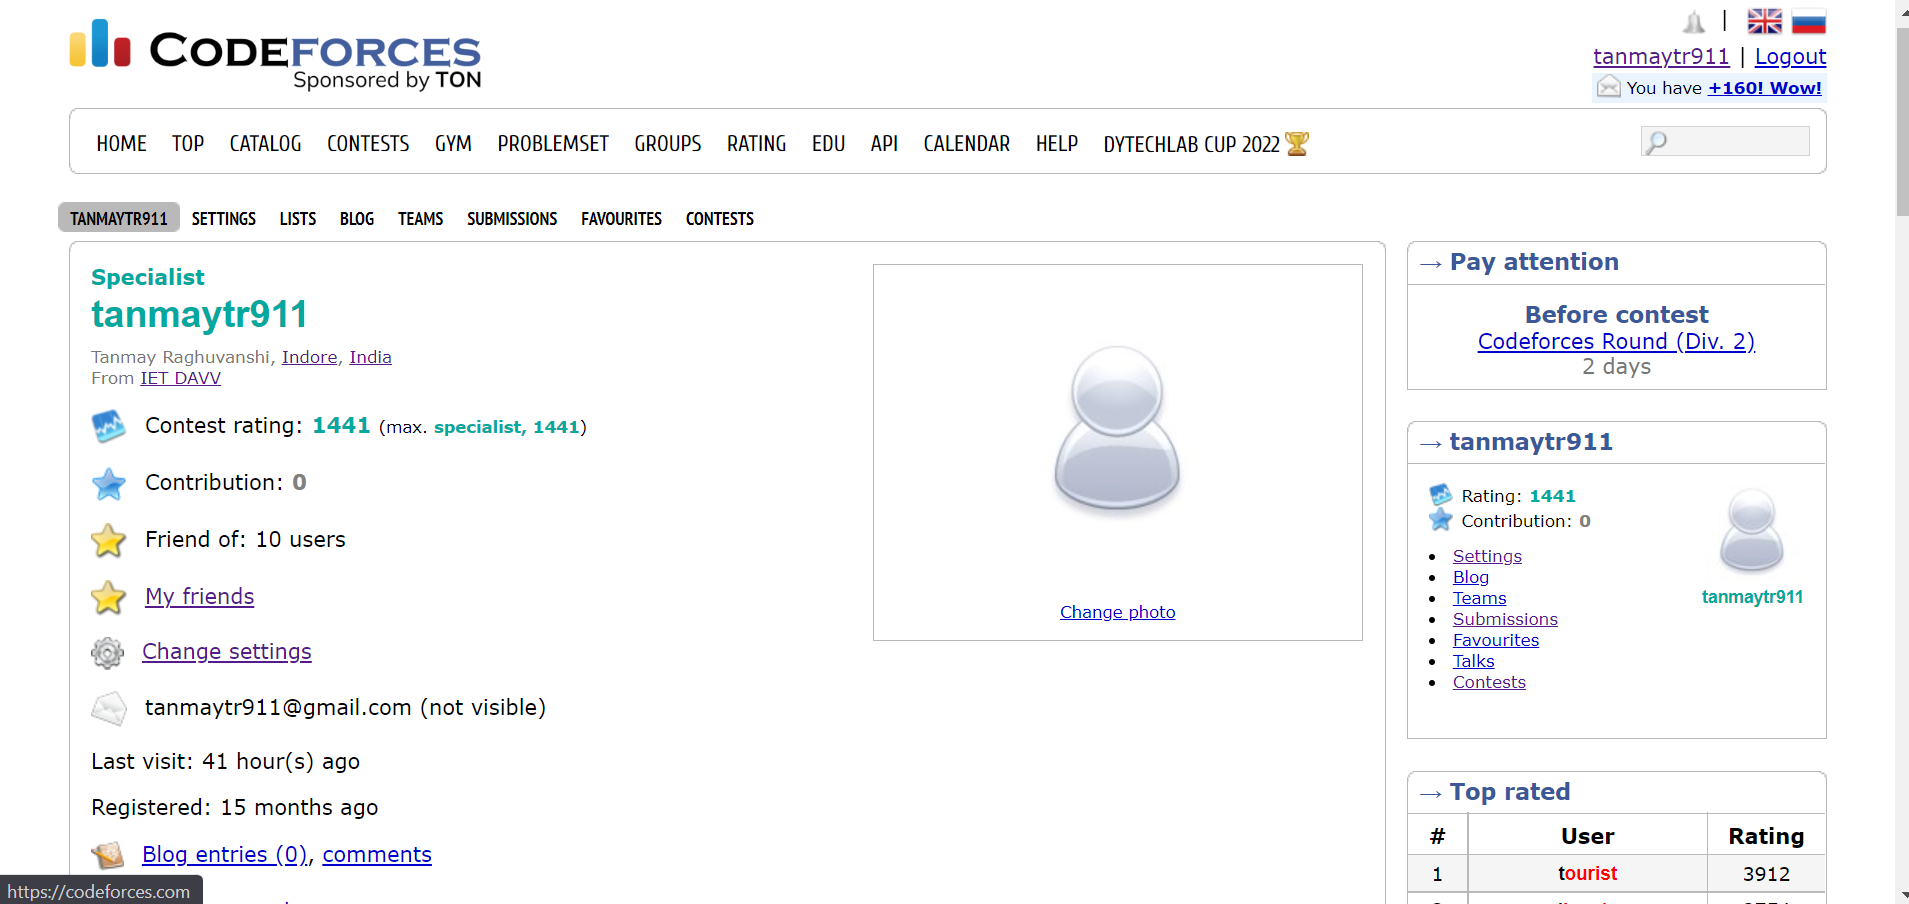 CODEFORCES
Sponsored by TON
|
tanmaytr911 | Logout
You have +160! Wow!
HOME TOP CATALOG CONTESTS GYM PROBLEMSET GROUPS RATING EDU API CALENDAR HELP DYTECHLAB CUP 2022
TANMAYTR911 SETTINGS LISTS BLOG TEAMS SUBMISSIONS FAVOURITES CONTESTS
Specialist
tanmaytr911
Tanmay Raghuvanshi, Indore, India
From IET DAVV
Contest rating: 1441 (max. specialist, 1441)
Contribution: 0
Friend of: 10 users
My friends
Change settings
tanmaytr911@gmail.com (not visible)
Last visit: 41 hour(s) ago
Registered: 15 months ago
Blog entries (0), comments
https://codeforces.com
Change photo
→ Pay attention
Before contest
Codeforces Round (Div. 2)
2 days
→ tanmaytr911
Rating: 1441
Contribution: 0
• Settings
• Blog
• Teams
• Submissions
• Favourites
• Talks
• Contests
tanmaytr911
→ Top rated
# User Rating
1 tourist 3912